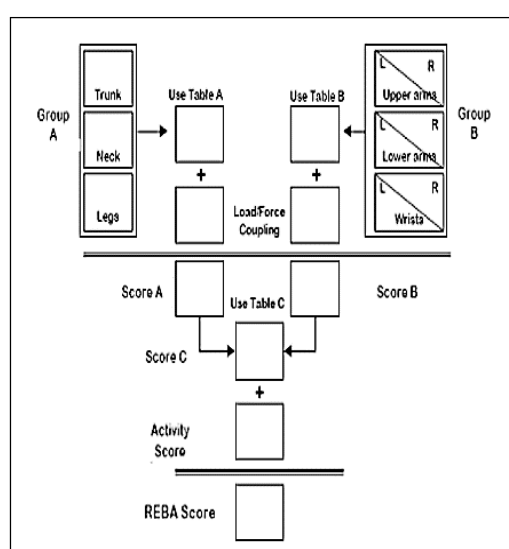 Group
A
Trunk
Neck
Legs
Use Table A
Use Table B
L R
Upper arms
L R
Lower arms
L R
Wrists
Group
B
+
+
Load/Force
Coupling
Score A
Score B
Use Table C
Score C
+
Activity
Score
REBA Score